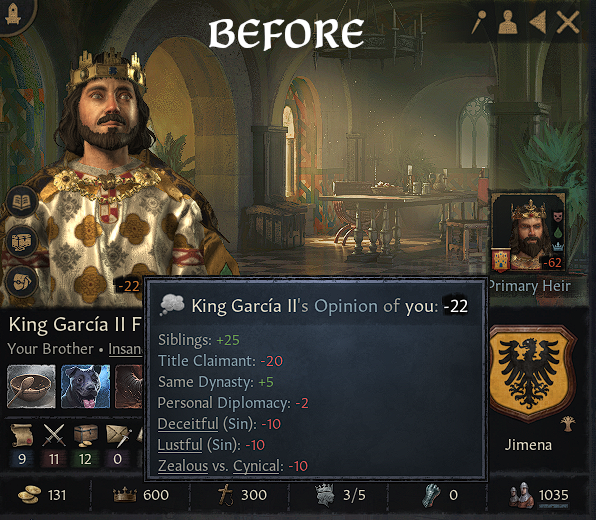 BEFORE
-62
Primary Heir
-22
King García II F
Your Brother • Insan
King García II's Opinion of you: -22
Siblings: +25
Title Claimant: -20
Same Dynasty: +5
Personal Diplomacy: -2
Deceitful (Sin): -10
Lustful (Sin): -10
Zealous vs. Cynical: -10
Jimena
9 11 12 0
131 600 300 3/5 0 1035